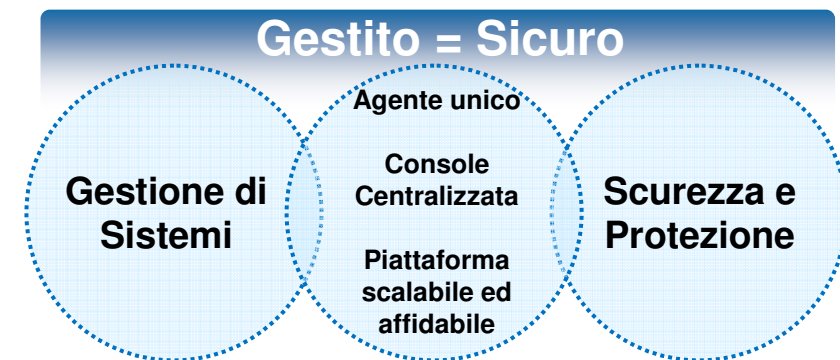 Gestito = Sicuro
Gestione di
Sistemi
Agente unico
Console
Centralizzata
Piattaforma
scalabile ed
affidabile
Scurezza e
Protezione